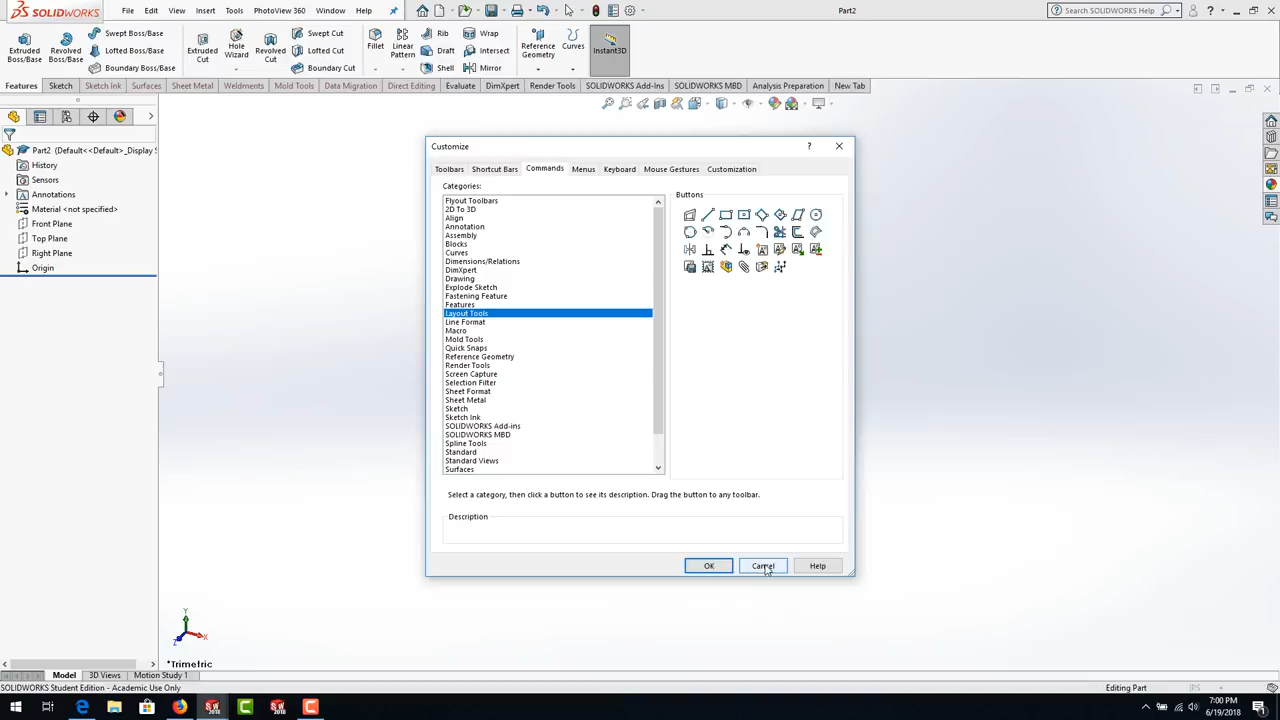 SOLIDWORKS File Edit View Insert Tools PhotoView 360 Window Help Part2 Search SOLIDWORKS Help
Extruded Boss/Base
Revolved Boss/Base
Swept Boss/Base
Lofted Boss/Base
Boundary Boss/Base
Extruded Cut
Hole Wizard
Revolved Cut
Swept Cut
Lofted Cut
Boundary Cut
Fillet
Linear Pattern
Rib
Draft
Shell
Wrap
Intersect
Mirror
Reference Geometry
Curves
Instant3D
Features Sketch Sketch Ink Surfaces Sheet Metal Weldments Mold Tools Data Migration Direct Editing Evaluate DimXpert Render Tools SOLIDWORKS Add-Ins SOLIDWORKS MBD Analysis Preparation New Tab
Part2 (Default<<Default>_Display S
History
Sensors
Annotations
Material <not specified>
Front Plane
Top Plane
Right Plane
Origin
Customize
Toolbars Shortcut Bars Commands Menus Keyboard Mouse Gestures Customization
Categories:
Buttons
Flyout Toolbars
2D To 3D
Align
Annotation
Assembly
Blocks
Curves
Dimensions/Relations
DimXpert
Drawing
Explode Sketch
Fastening Feature
Features
Layout Tools
Line Format
Macro
Mold Tools
Quick Snaps
Reference Geometry
Render Tools
Screen Capture
Selection Filter
Sheet Format
Sheet Metal
Sketch
Sketch Ink
SOLIDWORKS Add-ins
SOLIDWORKS MBD
Spline Tools
Standard
Standard Views
Surfaces
Select a category, then click a button to see its description. Drag the button to any toolbar.
Description
OK Cancel Help
Y
X
Z
*Trimetric
Model 3D Views Motion Study 1
SOLIDWORKS Student Edition - Academic Use Only Editing Part
7:00 PM
6/19/2018